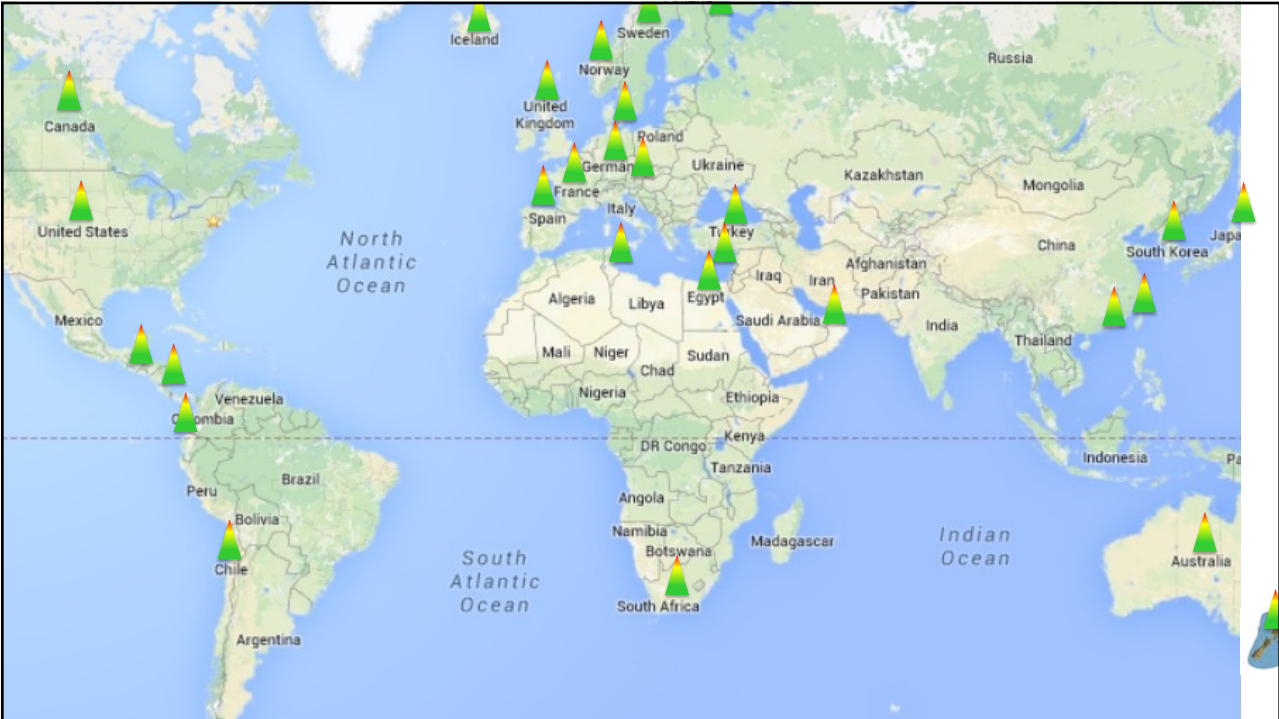 Iceland
Sweden
Norway
Russia
United
Kingdom
Canada
Poland
German
Ukraine
Kazakhstan
Mongolia
France
Spain
Italy
United States
Turkey
South Korea
Japa
China
North
Atlantic
Ocean
Iraq
Iran
Afghanistan
Pakistan
Algeria
Libya
Egypt
Saudi Arabia
India
Mexico
Thailand
Mali
Niger
Sudan
Chad
Nigeria
Ethiopia
Venezuela
Colombia
Kenya
DR Congo
Tanzania
Indonesia
Pa
Brazil
Peru
Angola
Bolivia
Namibia
Botswana
Madagascar
Indian
Ocean
Australia
Chile
South
Atlantic
Ocean
South Africa
Argentina